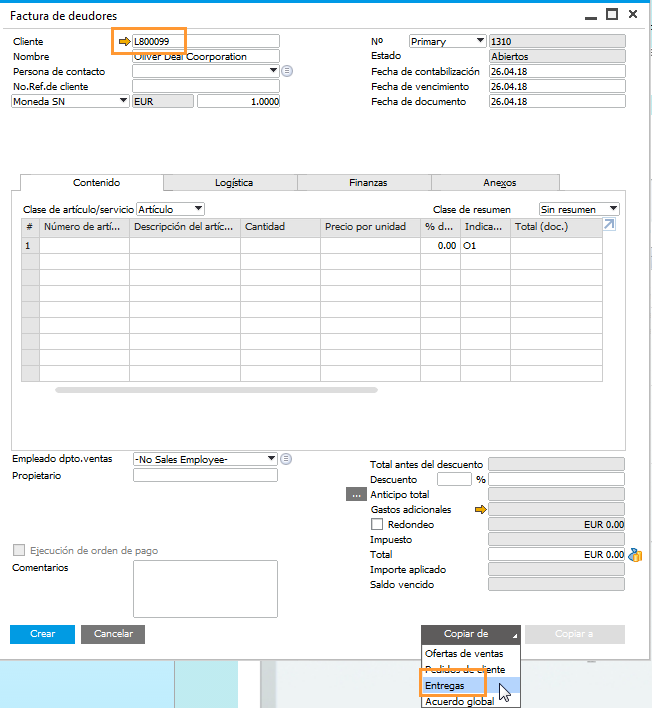 Factura de deudores
Cliente L800099 Nº Primary 1310
Nombre Oliver Deal Coorporation Estado Abiertos
Persona de contacto Fecha de contabilización 26.04.18
No.Ref.de cliente Fecha de vencimiento 26.04.18
Moneda SN EUR 1.0000 Fecha de documento 26.04.18
Contenido Logística Finanzas Anexos
Clase de artículo/servicio Artículo Clase de resumen Sin resumen
# Número de artí... Descripción del artíc... Cantidad Precio por unidad % d... Indica... Total (doc.)
1 0.00 O1
Empleado dpto.ventas -No Sales Employee- Total antes del descuento
Propietario Descuento %
... Anticipo total
Gastos adicionales
Redondeo EUR 0.00
Impuesto
Ejecución de orden de pago Total EUR 0.00
Comentarios Importe aplicado
Saldo vencido
Crear Cancelar Copiar de Copiar a
Ofertas de ventas
Pedidos de cliente
Entregas
Acuerdo global